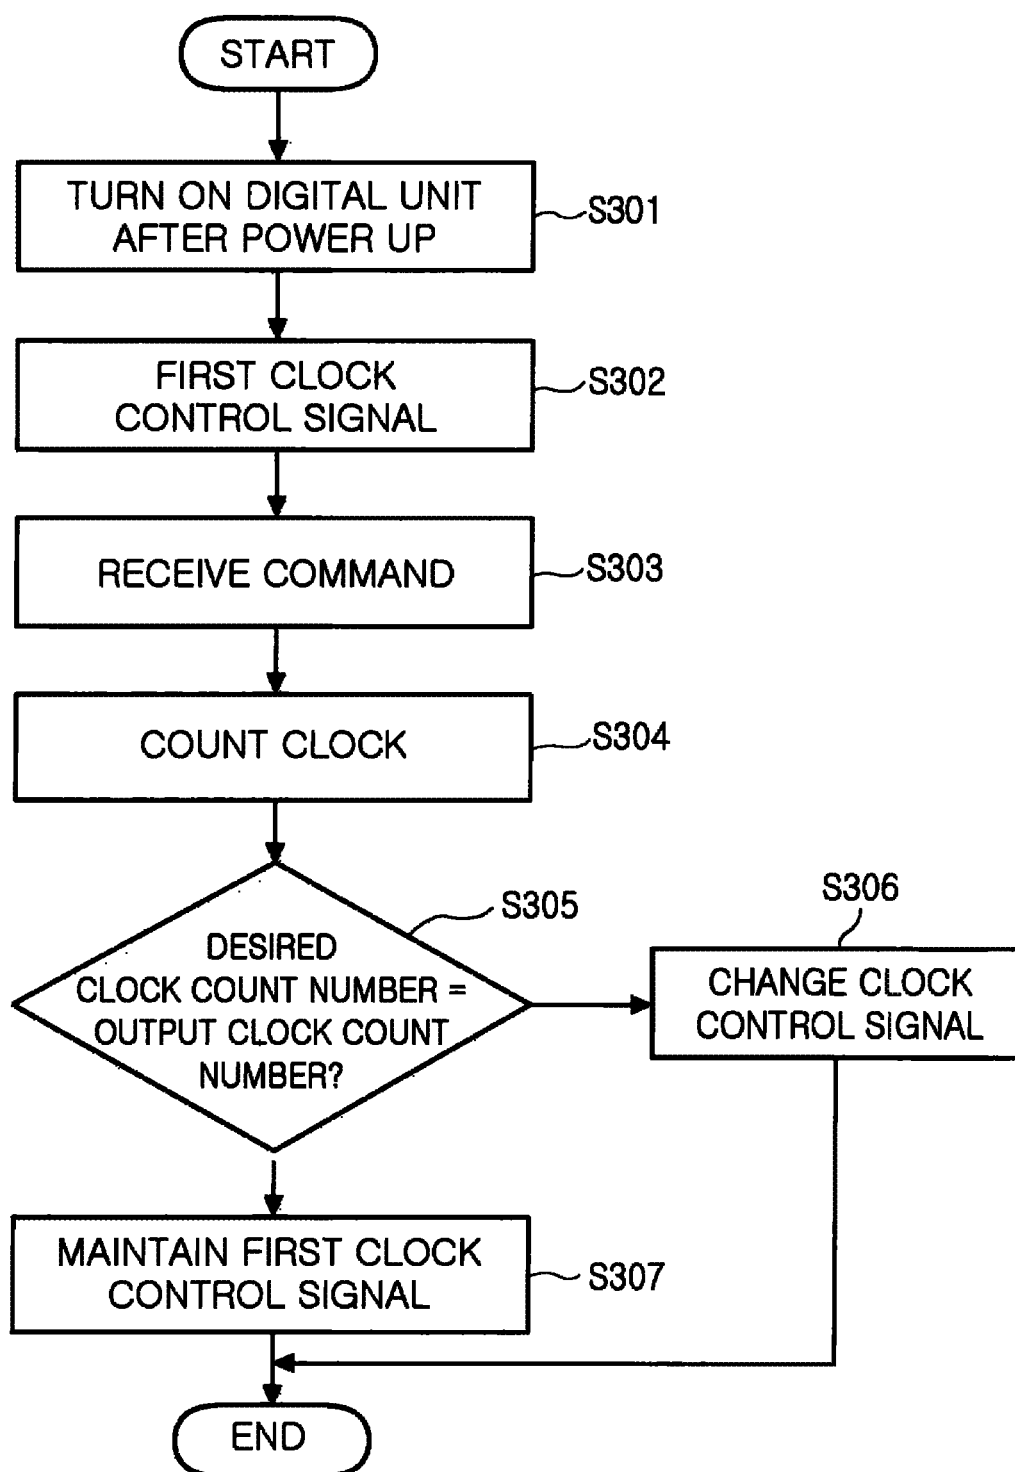 START
TURN ON DIGITAL UNIT
AFTER POWER UP
S301
FIRST CLOCK
CONTROL SIGNAL
S302
RECEIVE COMMAND
S303
COUNT CLOCK
S304
DESIRED
CLOCK COUNT NUMBER =
OUTPUT CLOCK COUNT
NUMBER?
S305
S306
CHANGE CLOCK
CONTROL SIGNAL
MAINTAIN FIRST CLOCK
CONTROL SIGNAL
S307
END